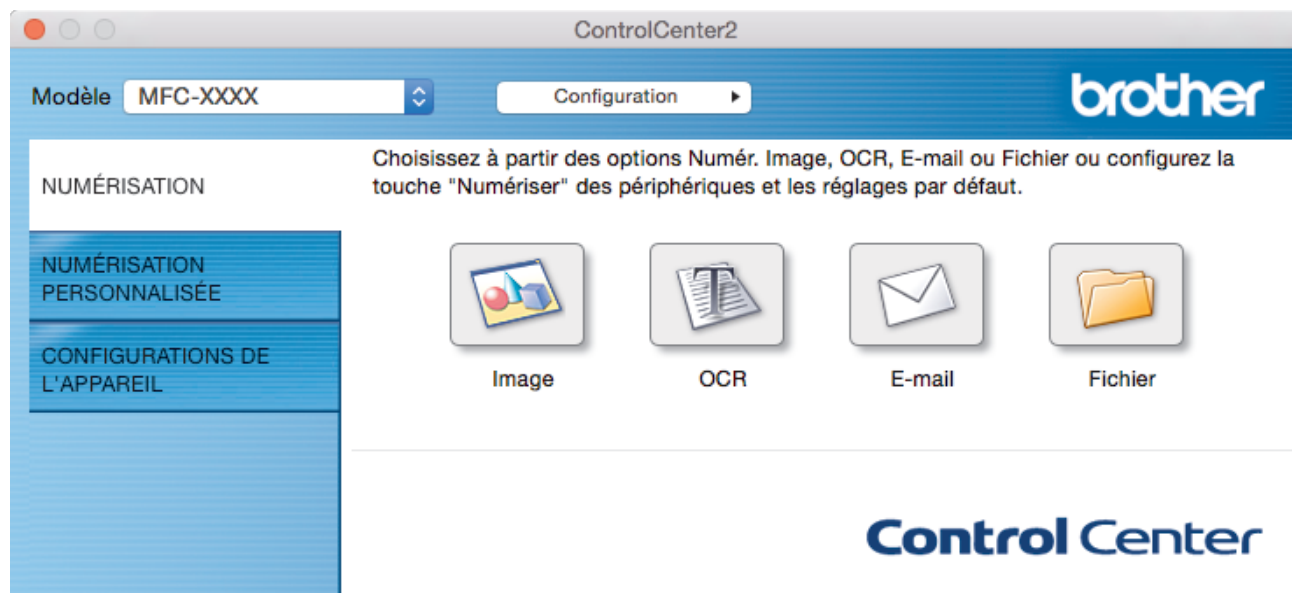 ControlCenter2
Modèle MFC-XXXX Configuration brother
NUMÉRISATION
NUMÉRISATION
PERSONNALISÉE
CONFIGURATIONS DE
L'APPAREIL
Choisissez à partir des options Numér. Image, OCR, E-mail ou Fichier ou configurez la
touche "Numériser" des périphériques et les réglages par défaut.
T
Image OCR E-mail Fichier
Control Center